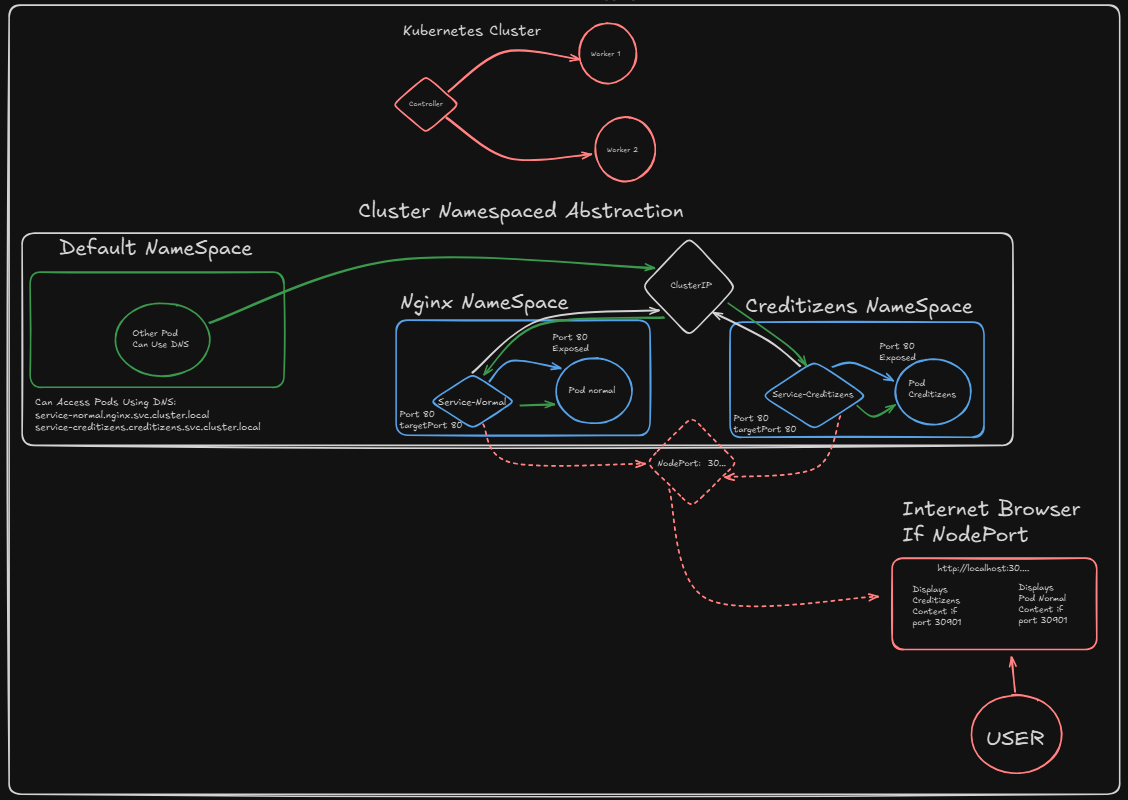 Kubernetes Cluster
Worker 1
Controller
Worker 2
Cluster Namespaced Abstraction
Default NameSpace
ClusterIP
Nginx NameSpace
Creditizens NameSpace
Other Pod
Can Use DNS
Port 80
Exposed
Port 80
Exposed
Pod normal
Pod
Creditizens
Service-Normal
Service-Creditizens
Can Access Pods Using DNS:
service-normal.nginx.svc.cluster.local
service-creditizens.creditizens.svc.cluster.local
Port 80
targetPort 80
Port 80
targetPort 80
NodePort: 30...
Internet Browser
If NodePort
http://localhost:30....
Displays
Creditizens
Content if
port 30901
Displays
Pod Normal
Content if
port 30901
USER